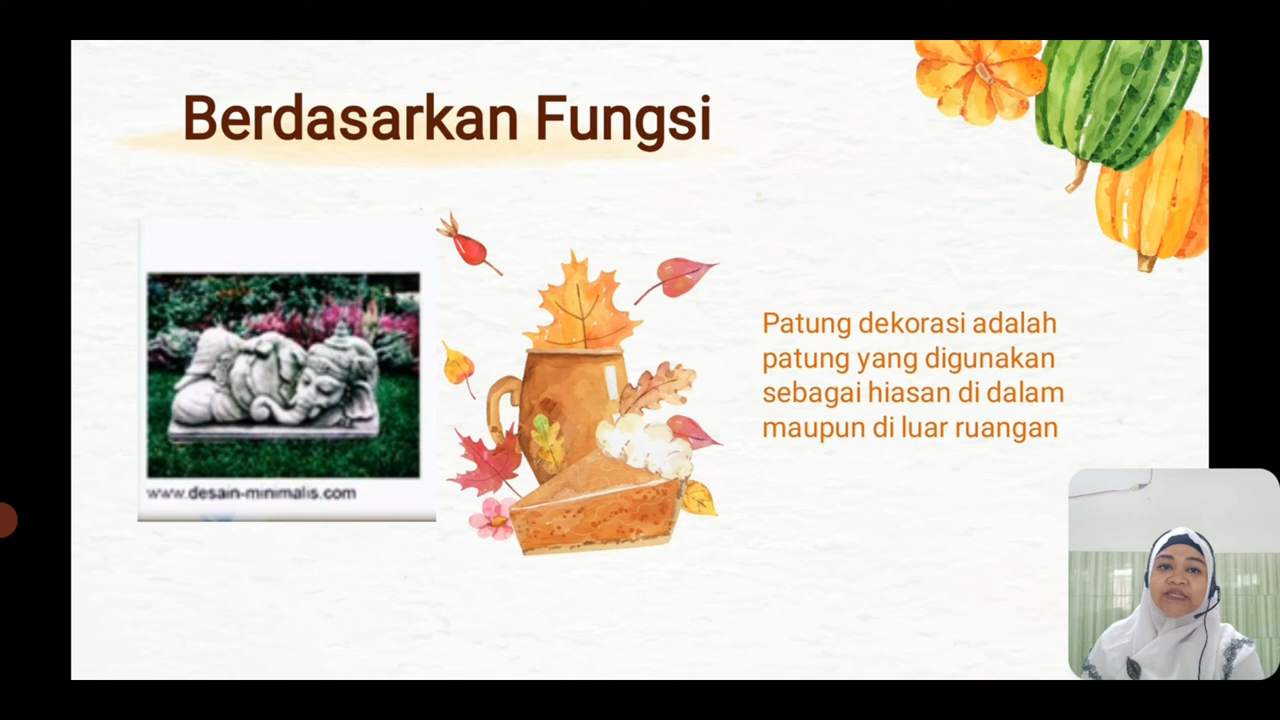 Berdasarkan Fungsi
www.desain-minimalis.com
Patung dekorasi adalah
patung yang digunakan
sebagai hiasan di dalam
maupun di luar ruangan